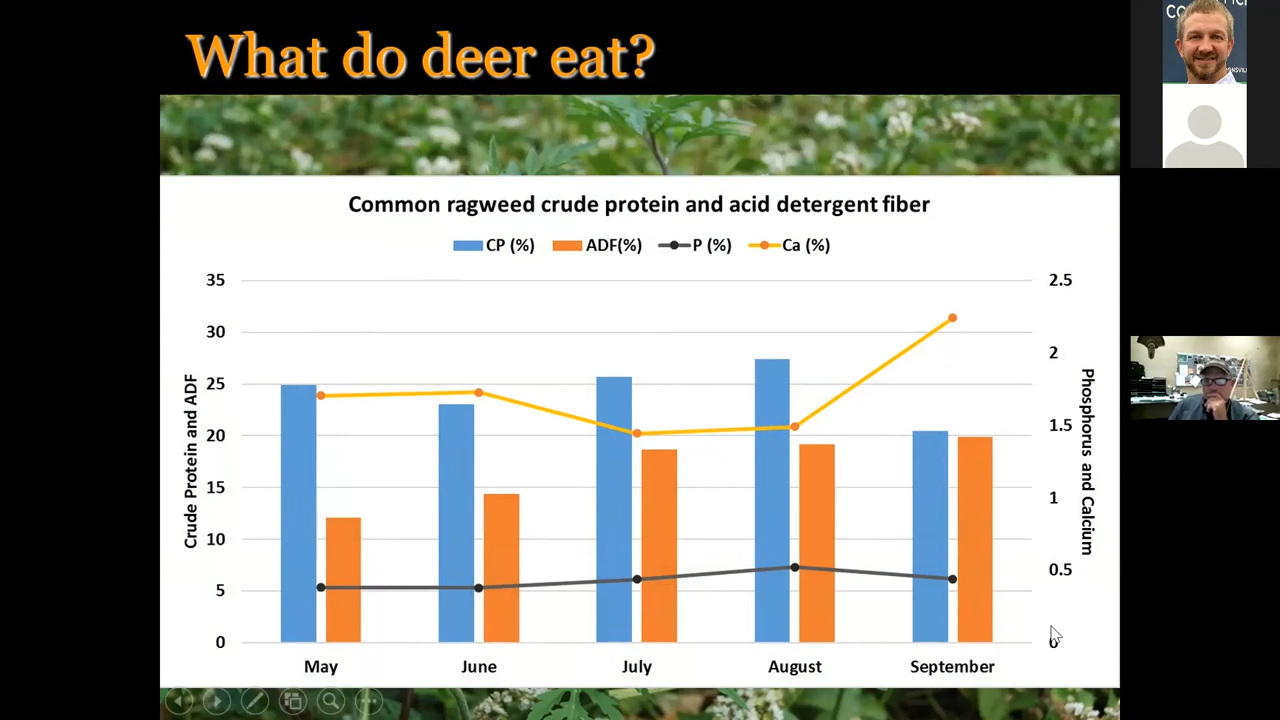 What do deer eat?
Common ragweed crude protein and acid detergent fiber
CP (%) ADF(%) P (%) Ca (%)
35
30
25
20
15
10
5
0
Crude Protein and ADF
2.5
2
1.5
1
0.5
0
Phosphorus and Calcium
May June July August September